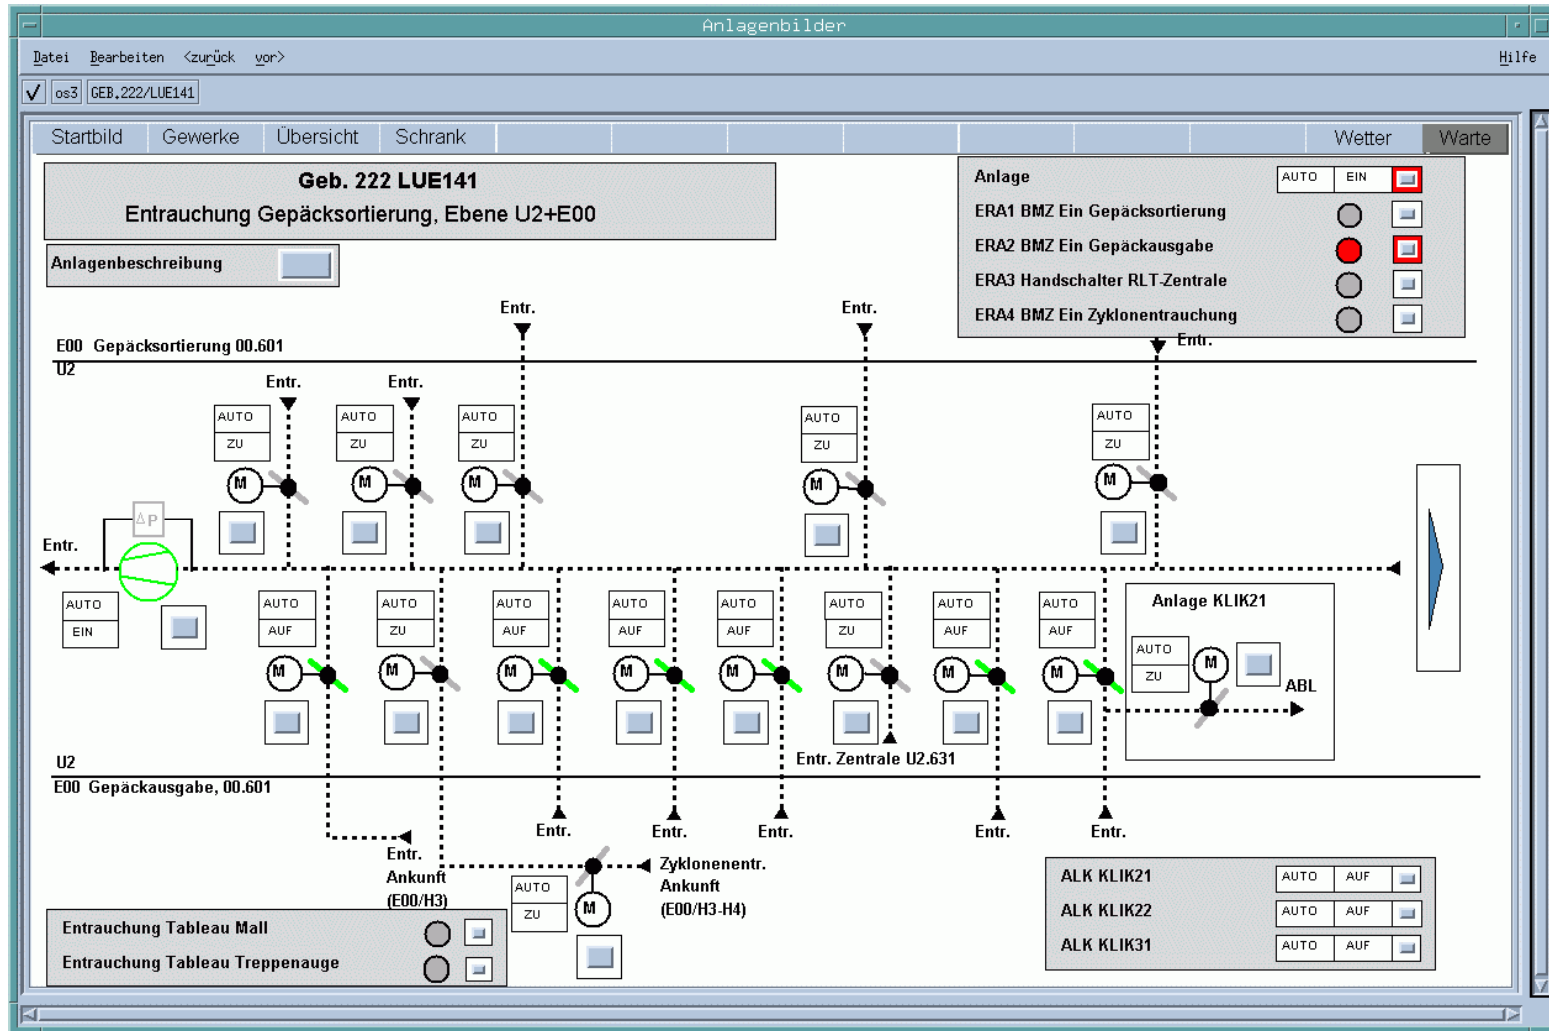 Anlagenbilder
Datei Bearbeiten <zurück vor> Hilfe
os3 GEB.222/LUE141
Startbild Gewerke Übersicht Schrank Wetter Warte
Geb. 222 LUE141
Entrauchung Gepäcksortierung, Ebene U2+E00
Anlagenbeschreibung
Anlage AUTO EIN
ERA1 BMZ Ein Gepäcksortierung
ERA2 BMZ Ein Gepäckausgabe
ERA3 Handschalter RLT-Zentrale
ERA4 BMZ Ein Zyklonentrauchung
Entr. Entr. Entr.
E00 Gepäcksortierung 00.601
U2
Entr. Entr.
AUTO AUTO AUTO AUTO AUTO
ZU ZU ZU ZU ZU
M M M M M
ΔP
Entr.
AUTO AUTO AUTO AUTO AUTO AUTO AUTO AUTO AUTO
EIN AUF ZU AUF AUF AUF ZU AUF AUF
M M M M M M M M
Anlage KLIK21
AUTO
ZU
M
ABL
Entr. Zentrale U2.631
U2
E00 Gepäckausgabe, 00.601
Entr. Entr. Entr. Entr. Entr.
Entr.
Ankunft
(E00/H3)
Zyklonenentr.
Ankunft
(E00/H3-H4)
AUTO
ZU
M
Entrauchung Tableau Mall
Entrauchung Tableau Treppenauge
ALK KLIK21 AUTO AUF
ALK KLIK22 AUTO AUF
ALK KLIK31 AUTO AUF